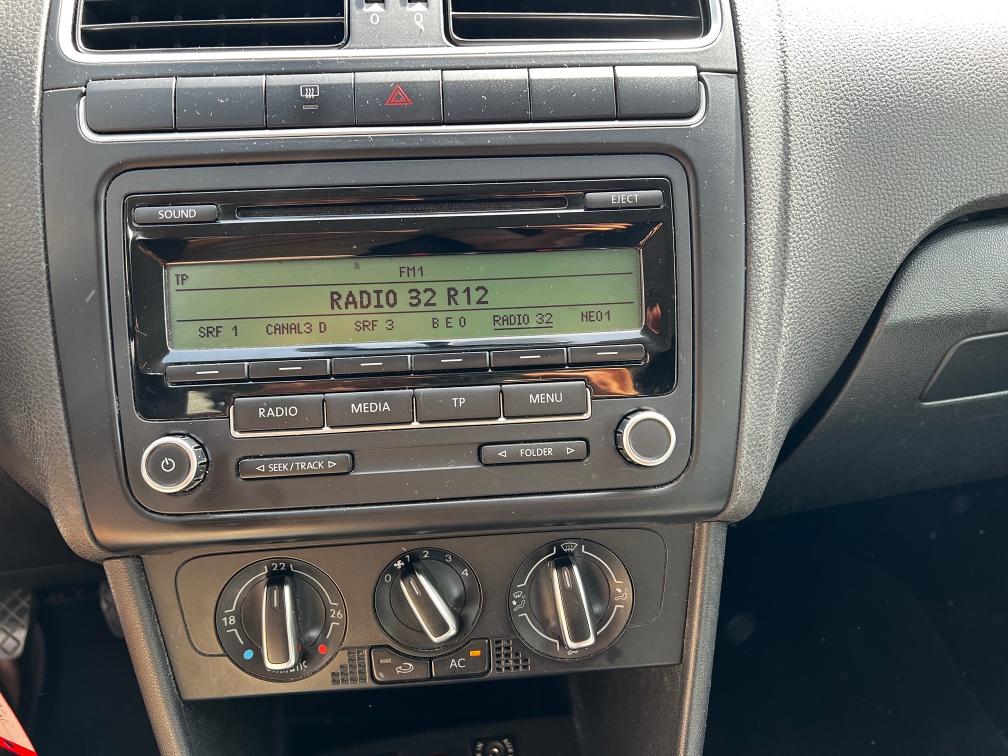 SOUND
EJECT
TP
FM1
RADIO 32 R12
SRF 1 CANAL3 D SRF 3 B E 0 RADIO 32 NEO1
RADIO MEDIA TP MENU
SEEK/TRACK
FOLDER
18 22 26
0 1 2 3 4
AC